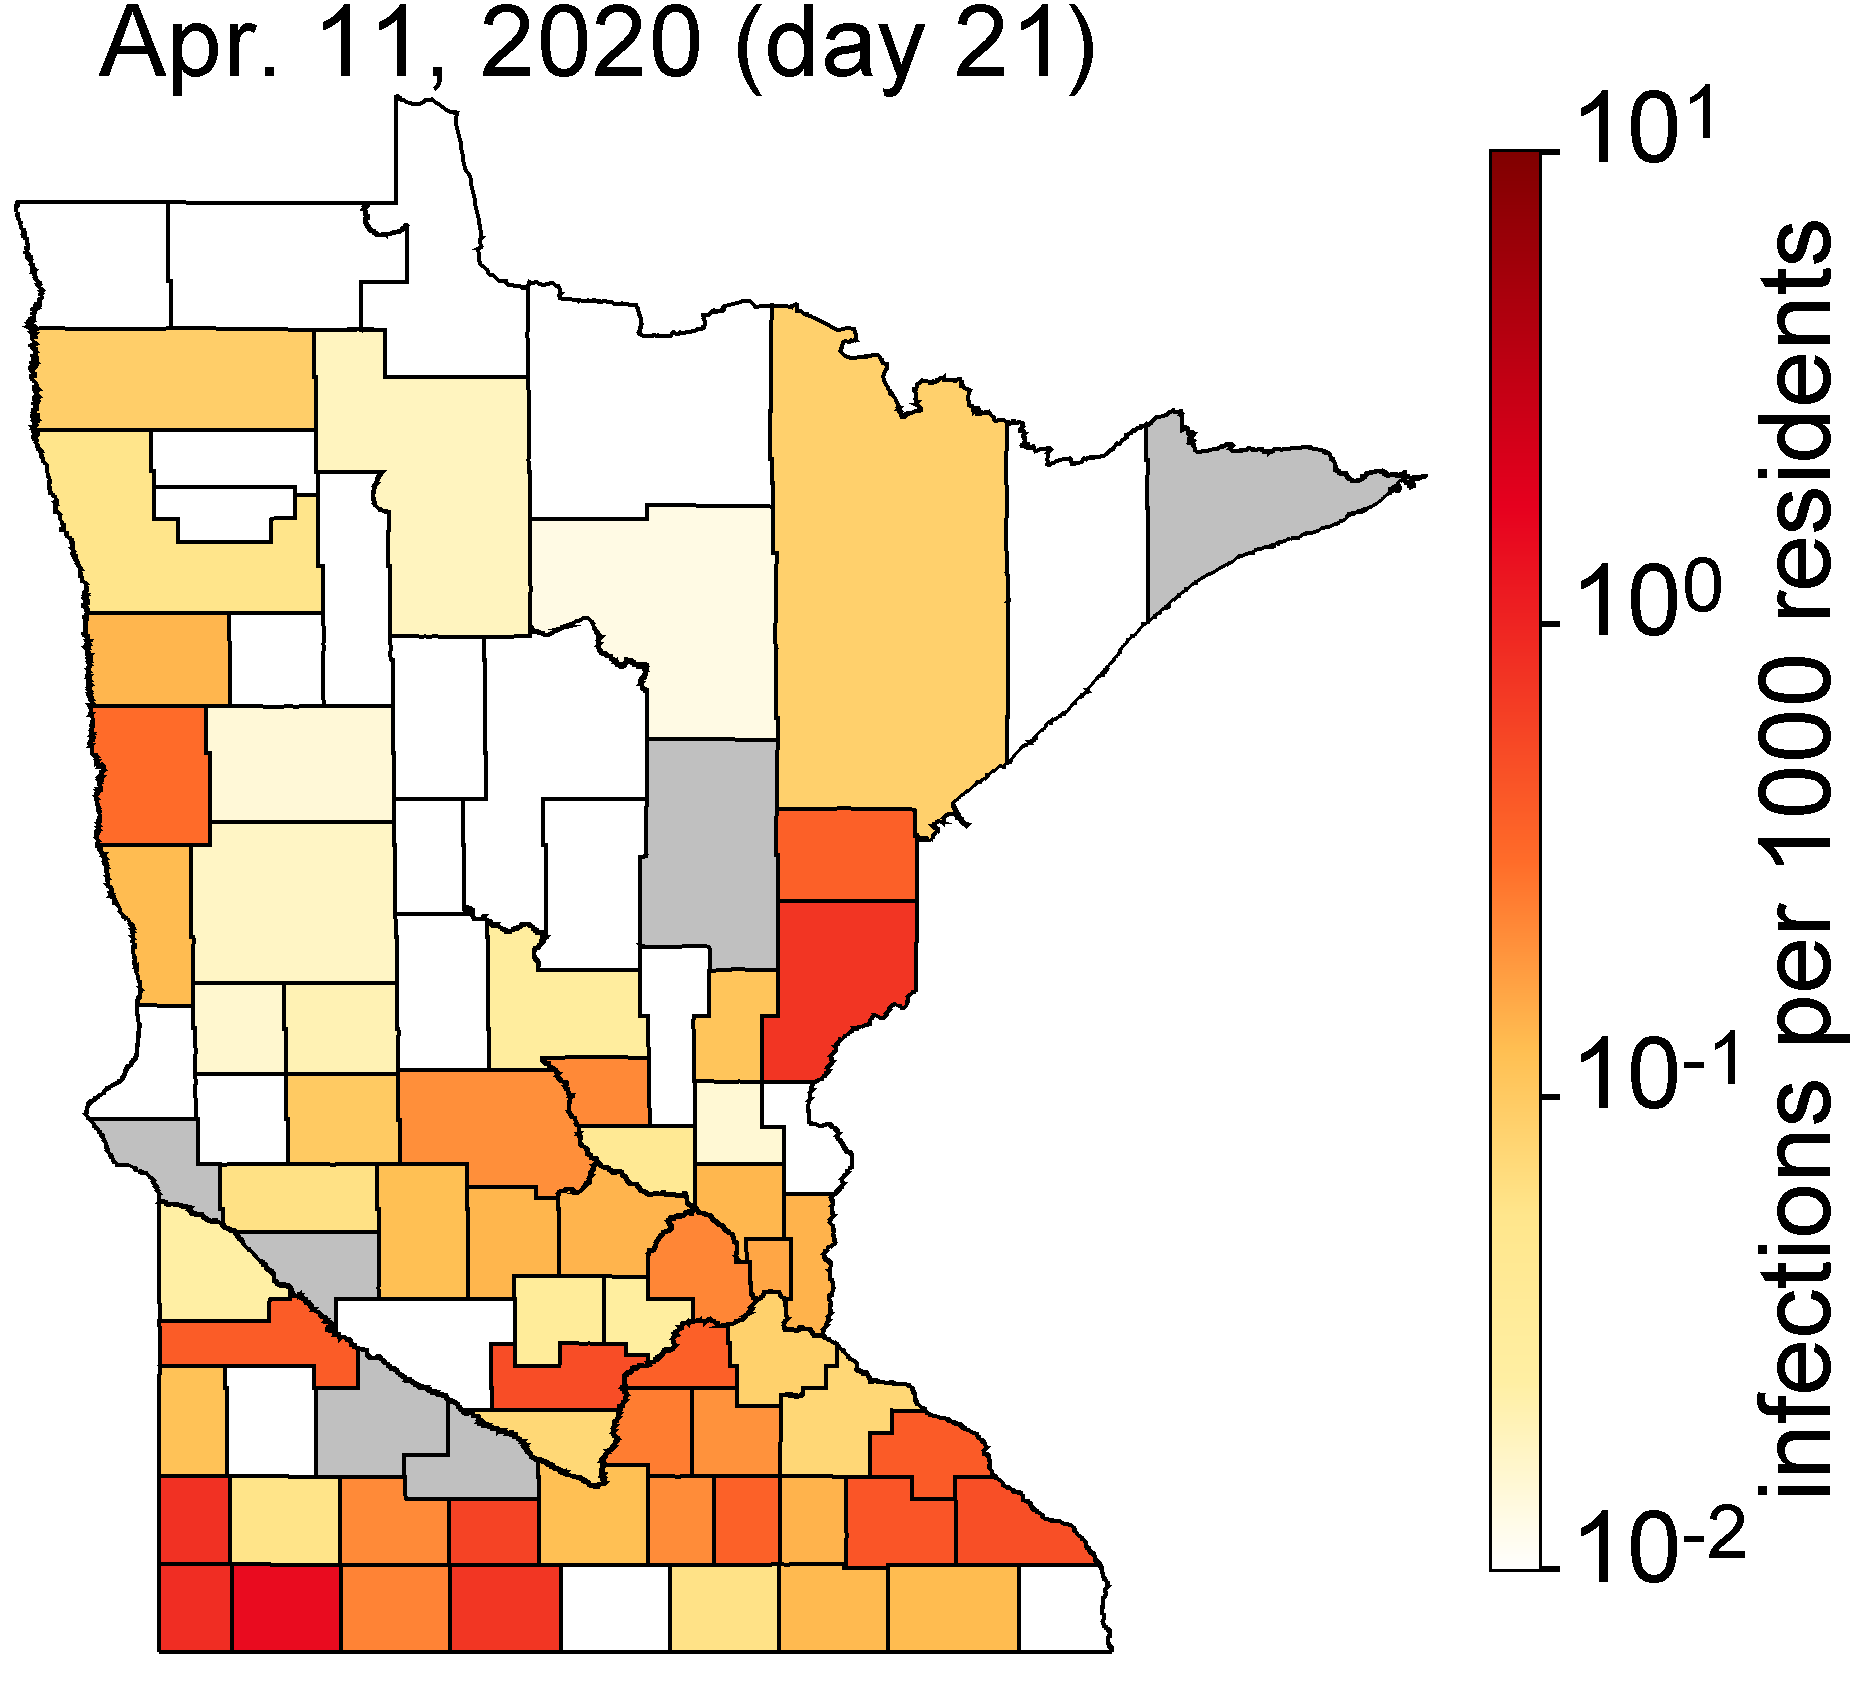 Apr. 11, 2020 (day 21)
10¹
10⁰
10⁻¹
10⁻²
infections per 1000 residents